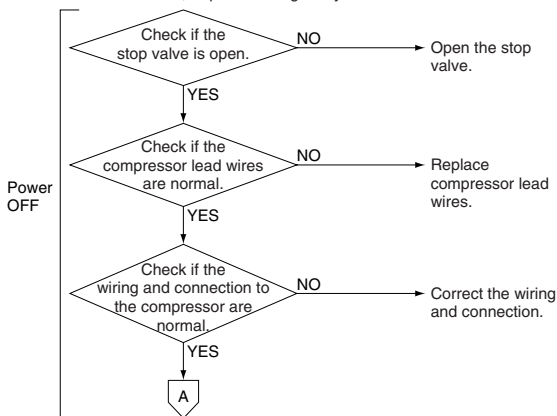 Check if the
stop valve is open.
NO
Open the stop
valve.
YES
Check if the
compressor lead wires
are normal.
NO
Replace
compressor lead
wires.
Power
OFF
YES
Check if the
wiring and connection to
the compressor are
normal.
NO
Correct the wiring
and connection.
YES
A